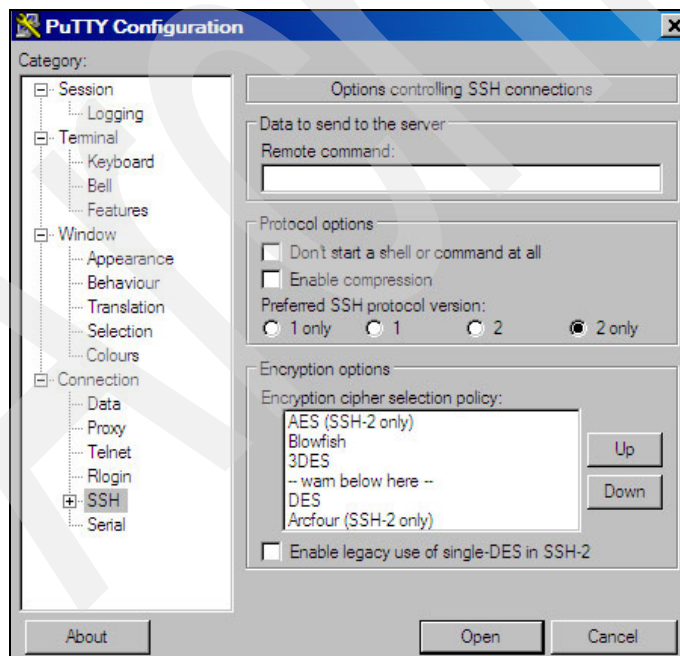 PuTTY Configuration
Category:
Session
Logging
Terminal
Keyboard
Bell
Features
Window
Appearance
Behaviour
Translation
Selection
Colours
Connection
Data
Proxy
Telnet
Rlogin
SSH
Serial
Options controlling SSH connections
Data to send to the server
Remote command:
Protocol options
Don't start a shell or command at all
Enable compression
Preferred SSH protocol version:
1 only 1 2 2 only
Encryption options
Encryption cipher selection policy:
AES (SSH-2 only)
Blowfish
3DES
-- warn below here --
DES
Arcfour (SSH-2 only)
Up
Down
Enable legacy use of single-DES in SSH-2
About Open Cancel